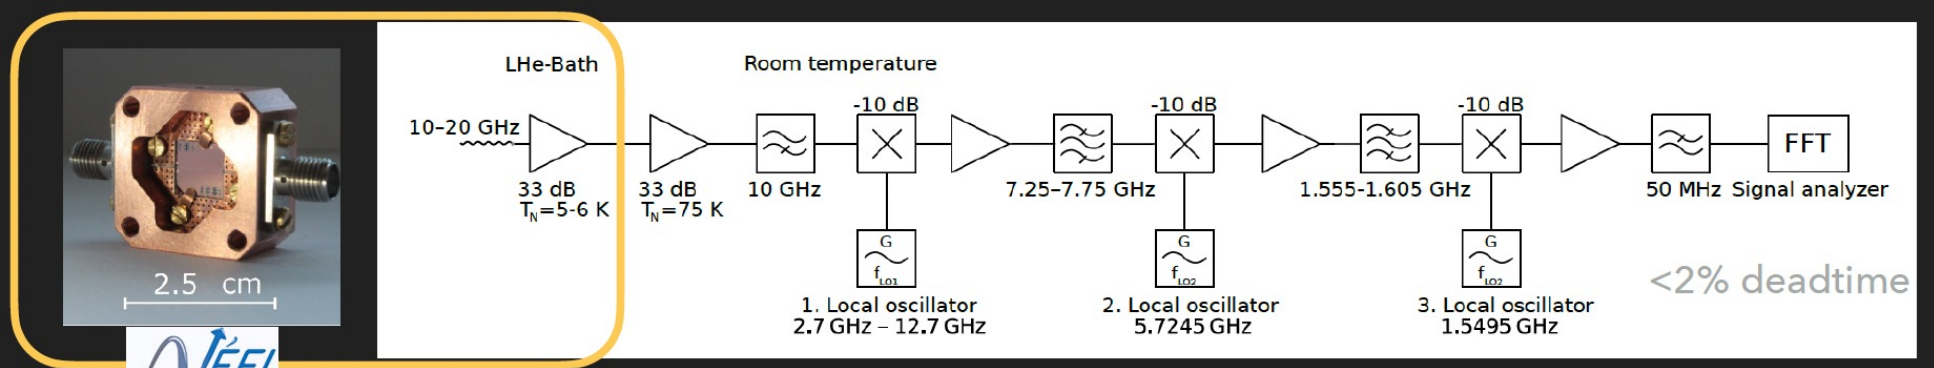 LHe-Bath
Room temperature
10–20 GHz
33 dB
T_N=5-6 K
33 dB
T_N=75 K
10 GHz
-10 dB
7.25–7.75 GHz
-10 dB
1.555-1.605 GHz
-10 dB
50 MHz
FFT
Signal analyzer
G
f_LO1
1. Local oscillator
2.7 GHz – 12.7 GHz
G
f_LO2
2. Local oscillator
5.7245 GHz
G
f_LO2
3. Local oscillator
1.5495 GHz
<2% deadtime
2.5 cm